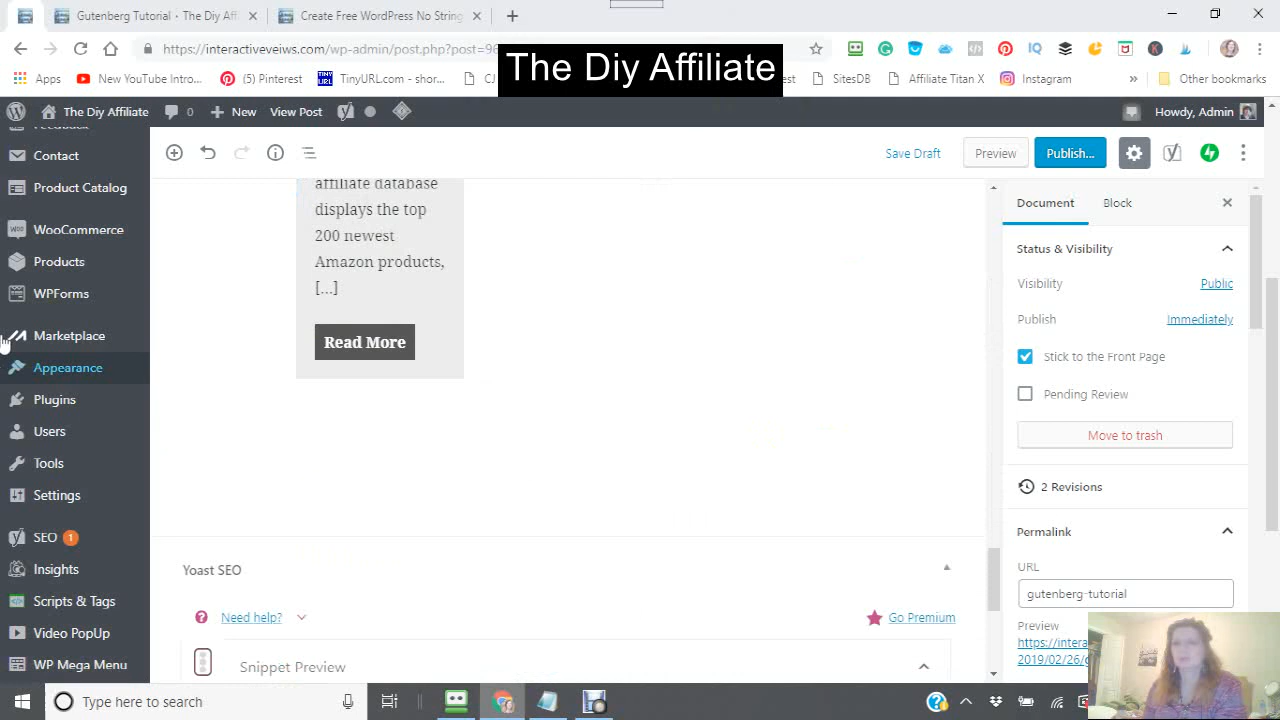 Gutenberg Tutorial - The Diy Affi
Create Free WordPress No String
https://interactiveviews.com/wp-admin/post.php?post=96
The Diy Affiliate
Apps
New YouTube Intro...
(5) Pinterest
TINY URL
TinyURL.com - shor...
CJ
SitesDB
Affiliate Titan X
Instagram
»
Other bookmarks
The DIY Affiliate
0
New
View Post
Howdy, Admin
Feedback
Contact
Product Catalog
WooCommerce
Products
WPForms
Marketplace
Appearance
Plugins
Users
Tools
Settings
SEO 1
Insights
Scripts & Tags
Video PopUp
WP Mega Menu
Save Draft
Preview
Publish...
affiliate database
displays the top
200 newest
Amazon products,
[...]
Read More
Yoast SEO
Need help?
Go Premium
Snippet Preview
Document
Block
Status & Visibility
Visibility
Public
Publish
Immediately
Stick to the Front Page
Pending Review
Move to trash
2 Revisions
Permalink
URL
gutenberg-tutorial
Preview
https://intera
2019/02/26/g
Type here to search